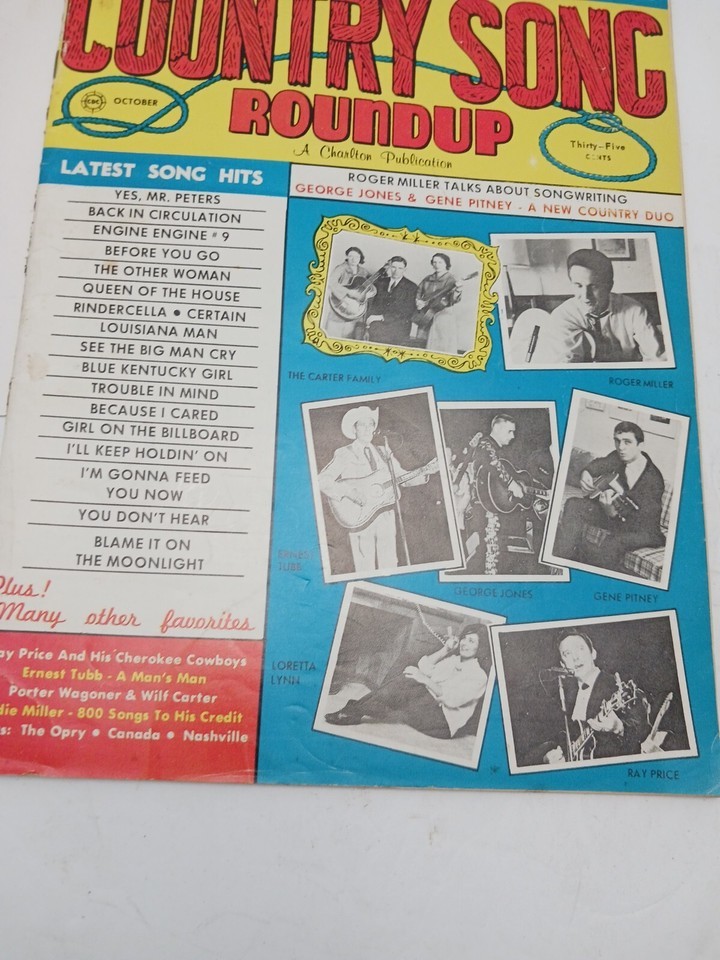 COUNTRY SONG
CDC
OCTOBER
ROUNDUP
A Charlton Publication
Thirty-Five
CENTS
LATEST SONG HITS
YES, MR. PETERS
BACK IN CIRCULATION
ENGINE ENGINE #9
BEFORE YOU GO
THE OTHER WOMAN
QUEEN OF THE HOUSE
RINDERCELLA • CERTAIN
LOUISIANA MAN
SEE THE BIG MAN CRY
BLUE KENTUCKY GIRL
TROUBLE IN MIND
BECAUSE I CARED
GIRL ON THE BILLBOARD
I'LL KEEP HOLDIN' ON
I'M GONNA FEED
YOU NOW
YOU DON'T HEAR
BLAME IT ON
THE MOONLIGHT
Plus!
Many other favorites
ay Price And His Cherokee Cowboys
Ernest Tubb - A Man's Man
Porter Wagoner & Wilf Carter
die Miller - 800 Songs To His Credit
s: The Opry • Canada • Nashville
ROGER MILLER TALKS ABOUT SONGWRITING
GEORGE JONES & GENE PITNEY - A NEW COUNTRY DUO
THE CARTER FAMILY
ROGER MILLER
ERNEST
TUBB
GEORGE JONES
GENE PITNEY
LORETTA
LYNN
RAY PRICE